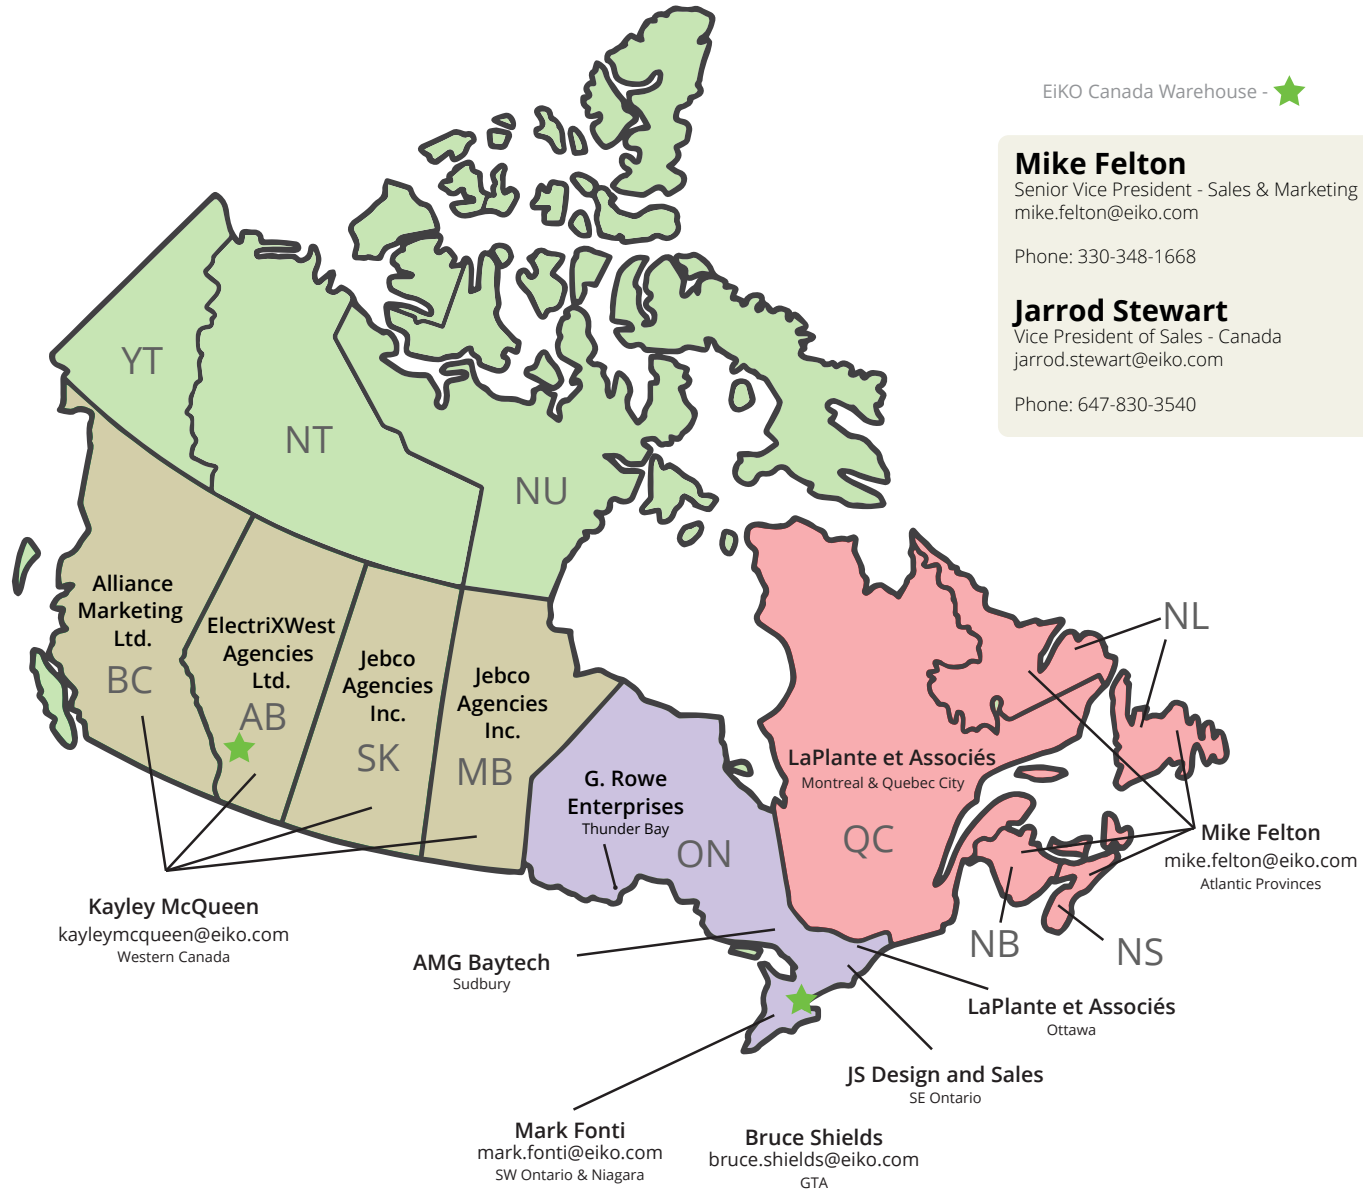 EiKO Canada Warehouse -
Mike Felton
Senior Vice President - Sales & Marketing
mike.felton@eiko.com
Phone: 330-348-1668
Jarrod Stewart
Vice President of Sales - Canada
jarrod.stewart@eiko.com
Phone: 647-830-3540
YT
NT
NU
Alliance
Marketing
Ltd.
BC
ElectriXWest
Agencies
Ltd.
AB
Jebco
Agencies
Inc.
SK
Jebco
Agencies
Inc.
MB
G. Rowe
Enterprises
Thunder Bay
ON
LaPlante et Associés
Montreal & Quebec City
QC
NL
Mike Felton
mike.felton@eiko.com
Atlantic Provinces
NB
NS
Kayley McQueen
kayleymcqueen@eiko.com
Western Canada
AMG Baytech
Sudbury
LaPlante et Associés
Ottawa
JS Design and Sales
SE Ontario
Mark Fonti
mark.fonti@eiko.com
SW Ontario & Niagara
Bruce Shields
bruce.shields@eiko.com
GTA